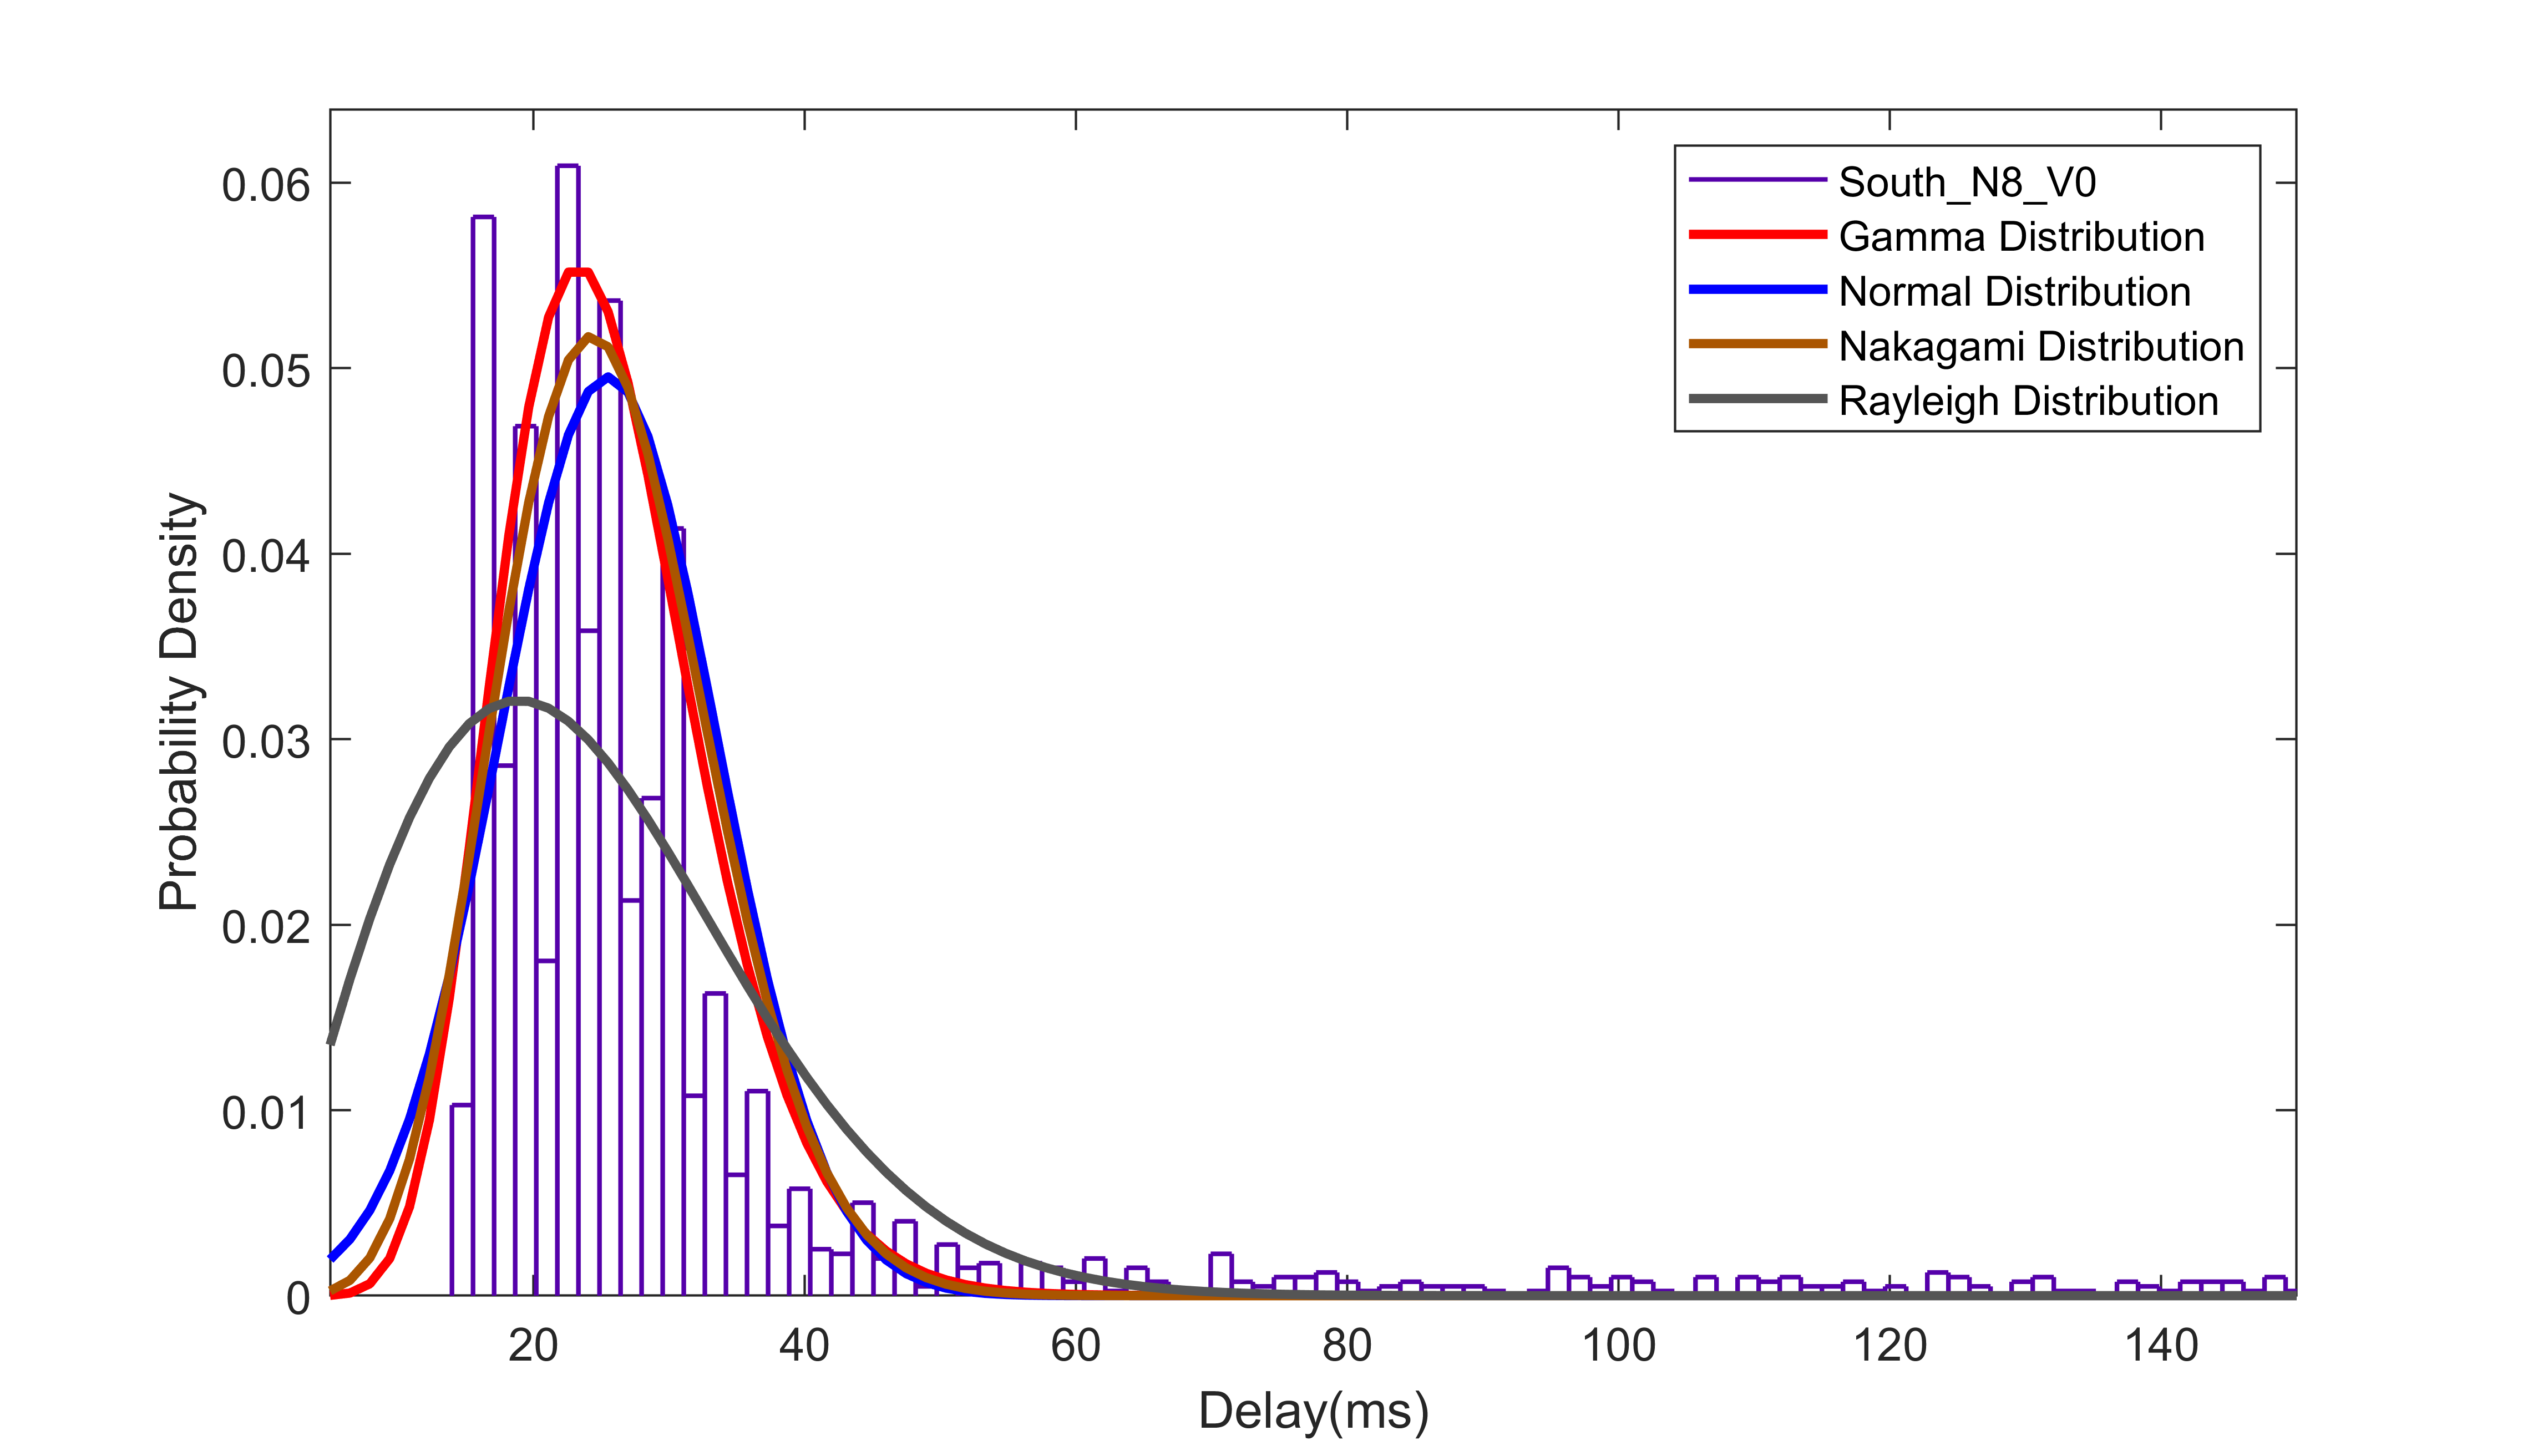 0.06
0.05
0.04
0.03
0.02
0.01
0
Probability Density
South_N8_V0
Gamma Distribution
Normal Distribution
Nakagami Distribution
Rayleigh Distribution
20 40 60 80 100 120 140
Delay(ms)